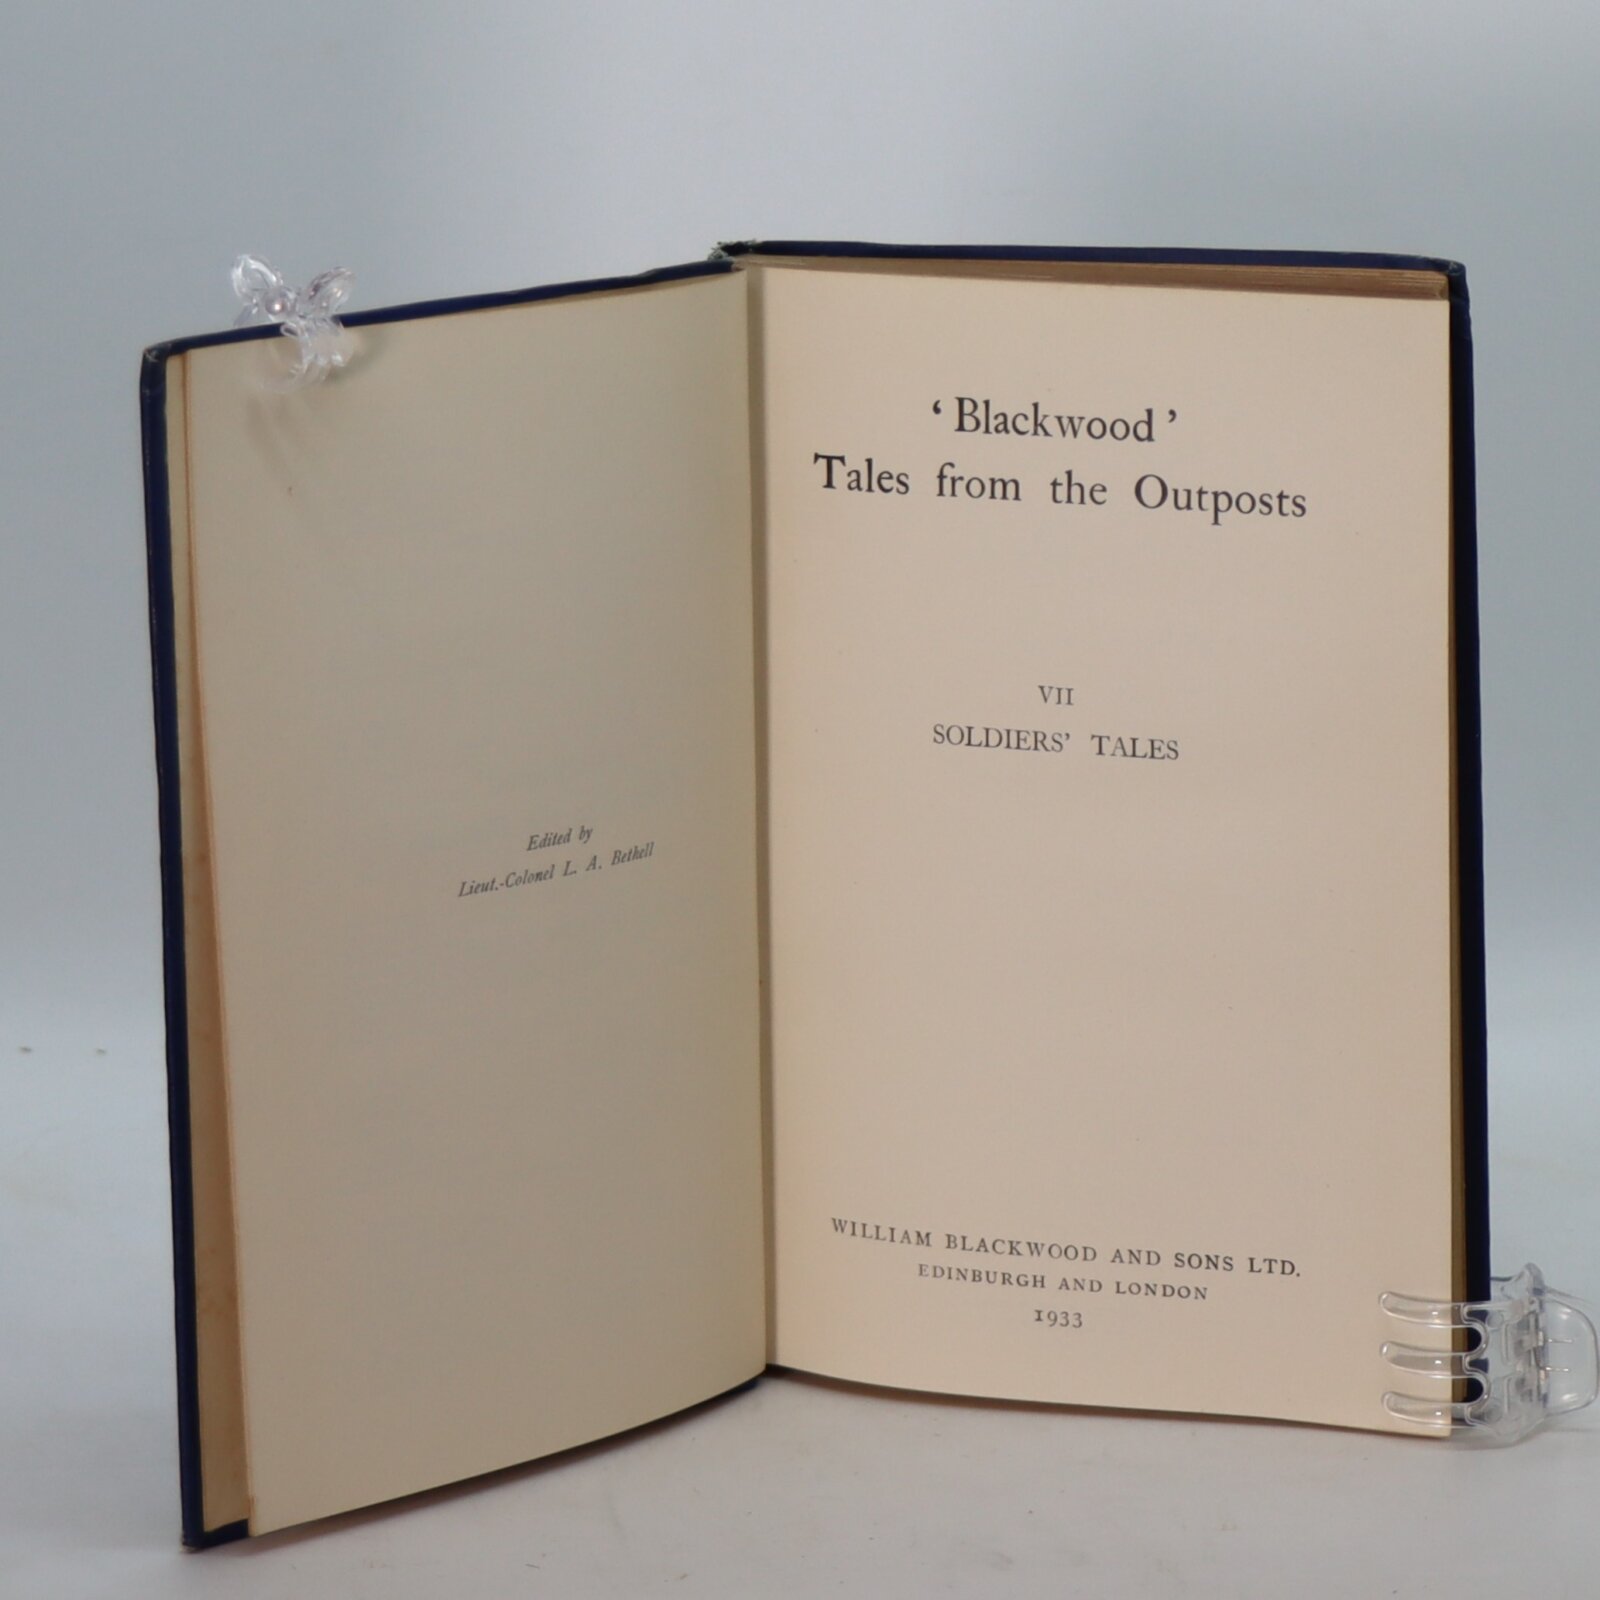 Edited by
Lieut.-Colonel L. A. Bethell
‘Blackwood’
Tales from the Outposts
VII
SOLDIERS’ TALES
WILLIAM BLACKWOOD AND SONS LTD.
EDINBURGH AND LONDON
1933